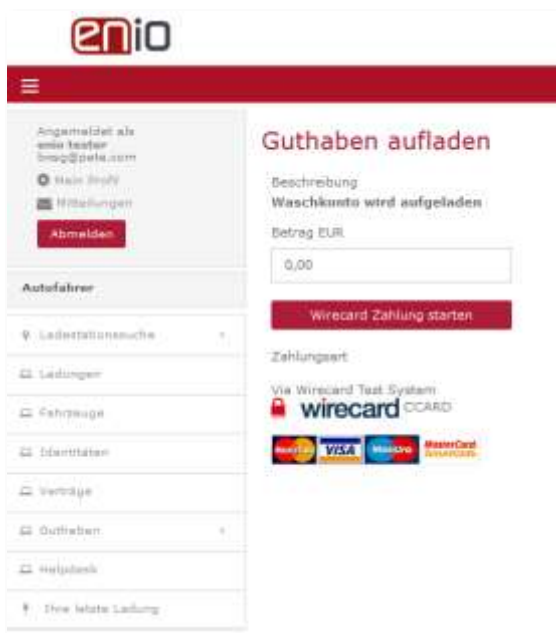 enio
Angemeldet als
enio tester
Mein Profil
Mitteilungen
Abmelden
Autofahrer
Ladestationssuche
Ladungen
Fahrzeuge
Identitäten
Verträge
Guthaben
Helpdesk
Ihre letzte Ladung
Guthaben aufladen
Beschreibung
Waschkonto wird aufgeladen
Betrag EUR
0,00
Wirecard Zahlung starten
Zahlungsart
Via Wirecard Test System
wirecard CCARD
MasterCard VISA Maestro MasterCard